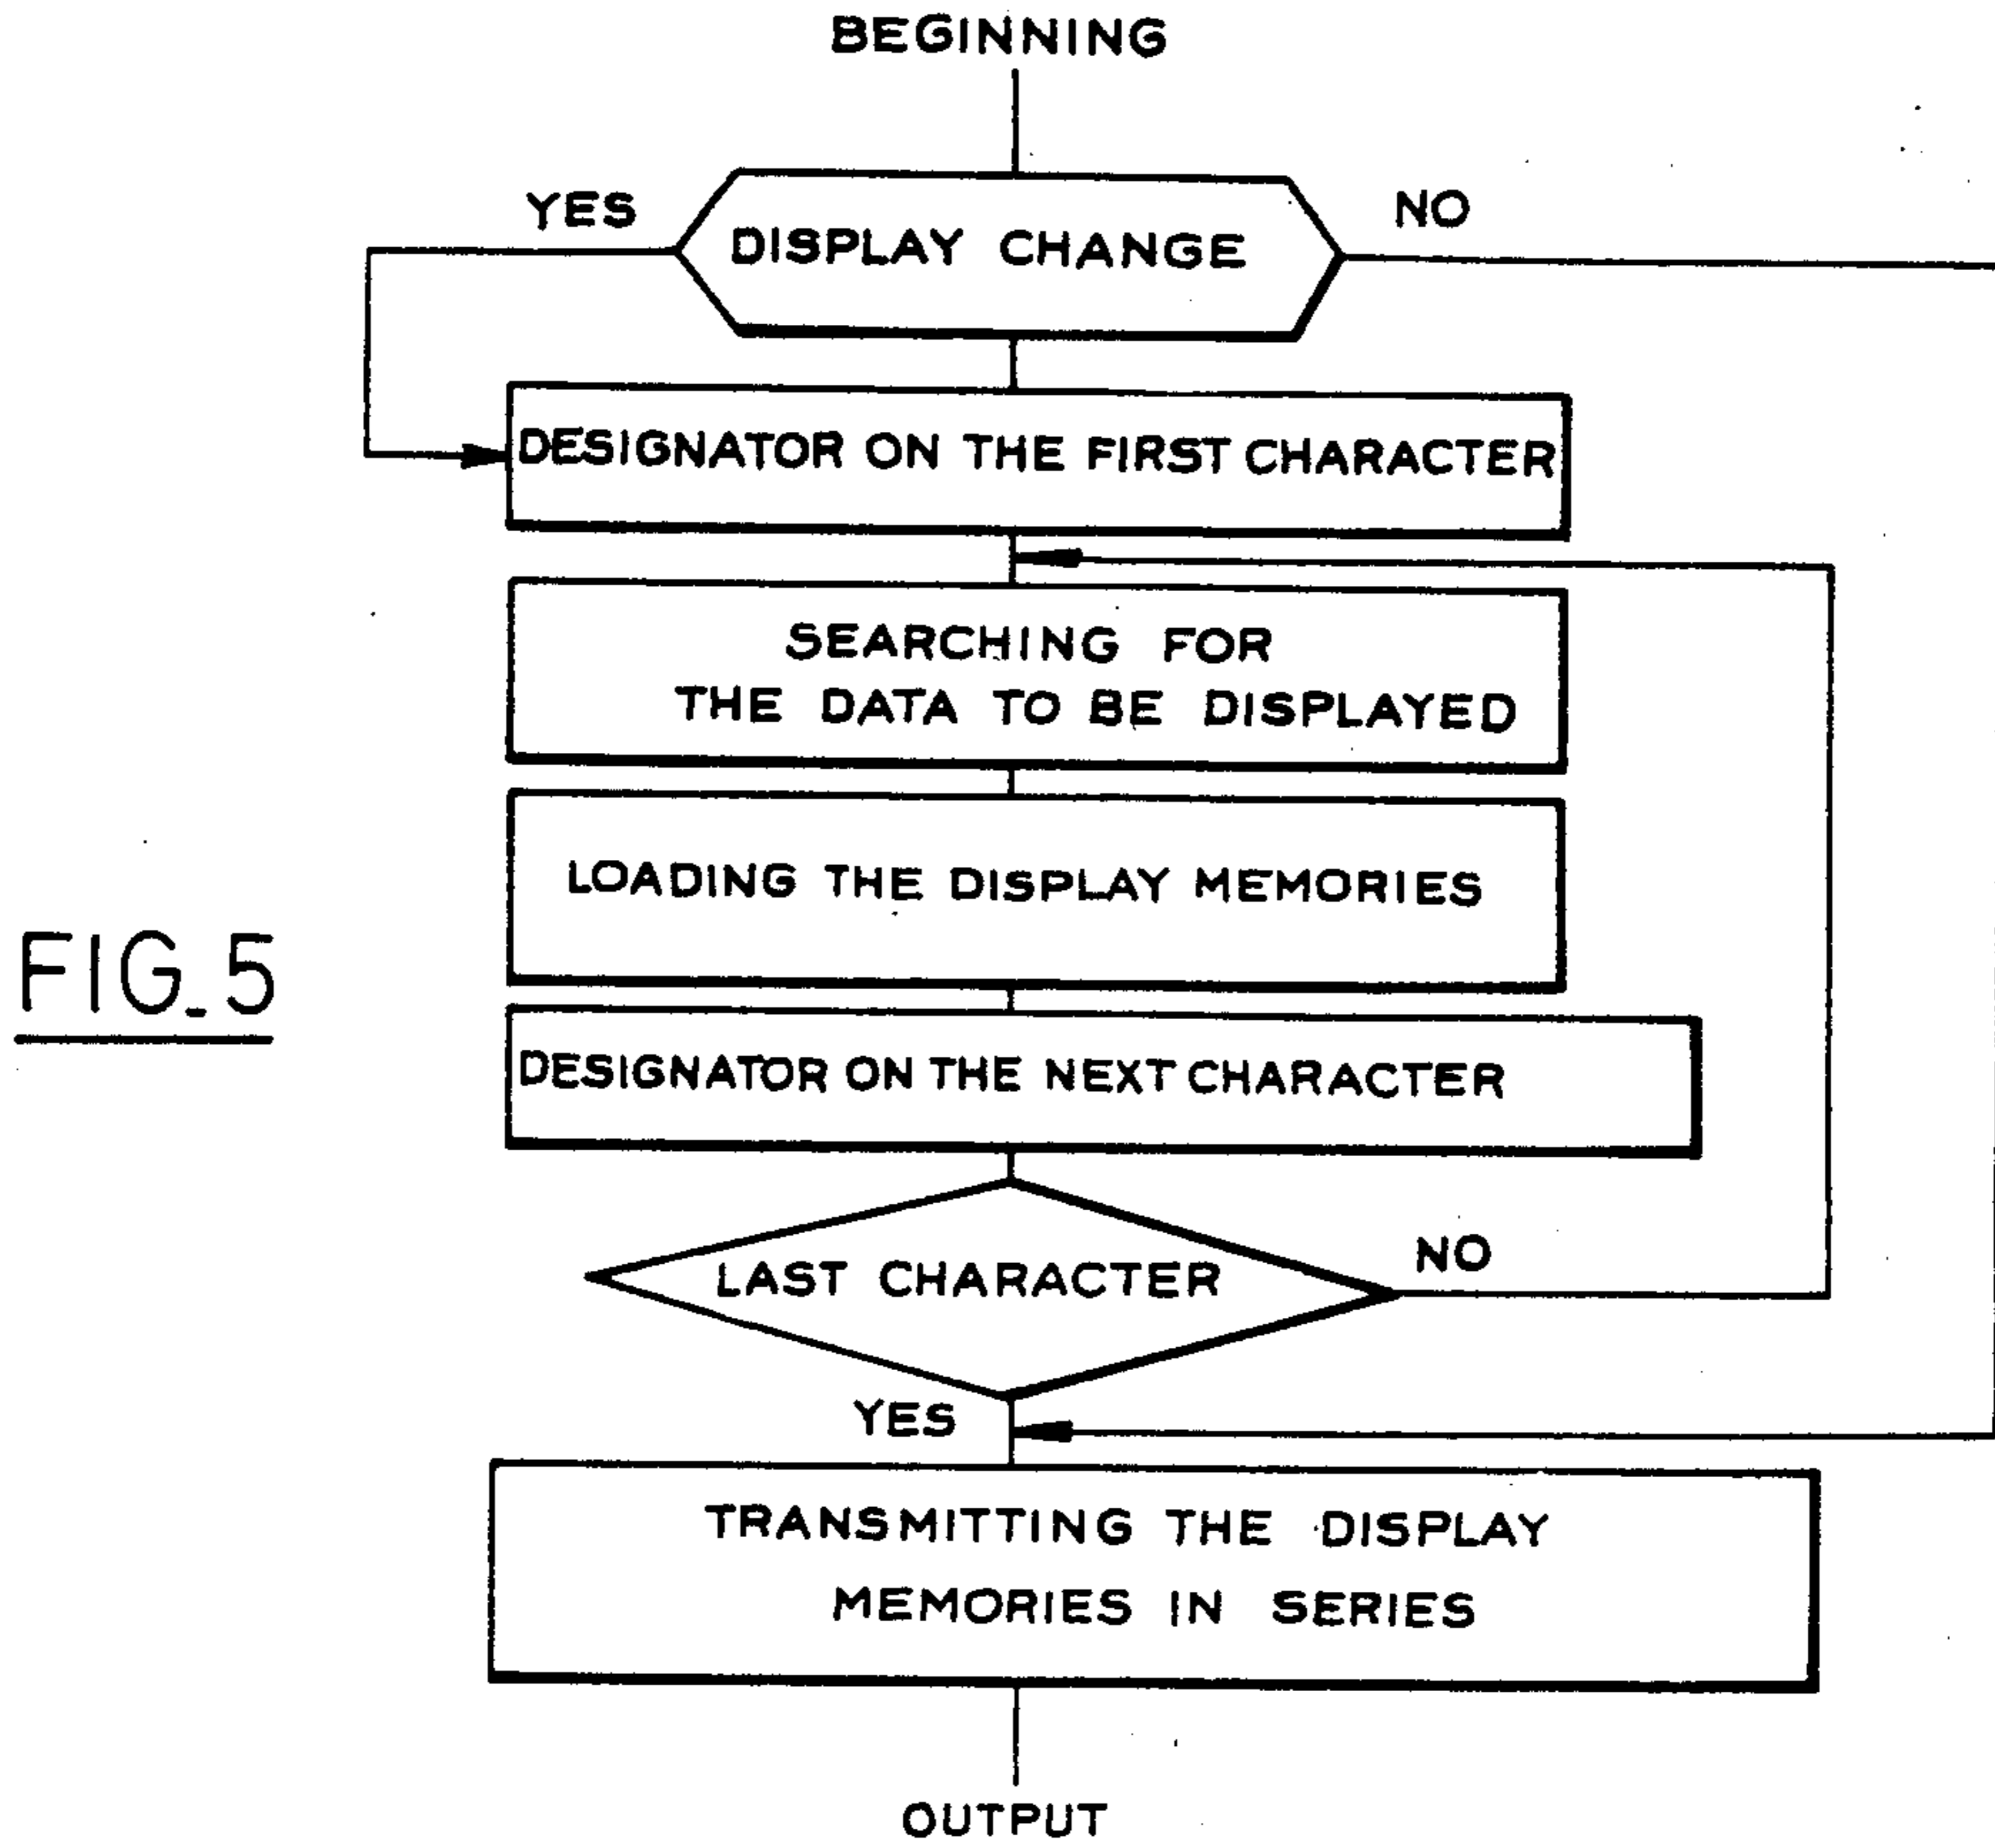 BEGINNING
YES
DISPLAY CHANGE
NO
DESIGNATOR ON THE FIRST CHARACTER
SEARCHING FOR
THE DATA TO BE DISPLAYED
LOADING THE DISPLAY MEMORIES
FIG_5
DESIGNATOR ON THE NEXT CHARACTER
LAST CHARACTER
NO
YES
TRANSMITTING THE DISPLAY
MEMORIES IN SERIES
OUTPUT